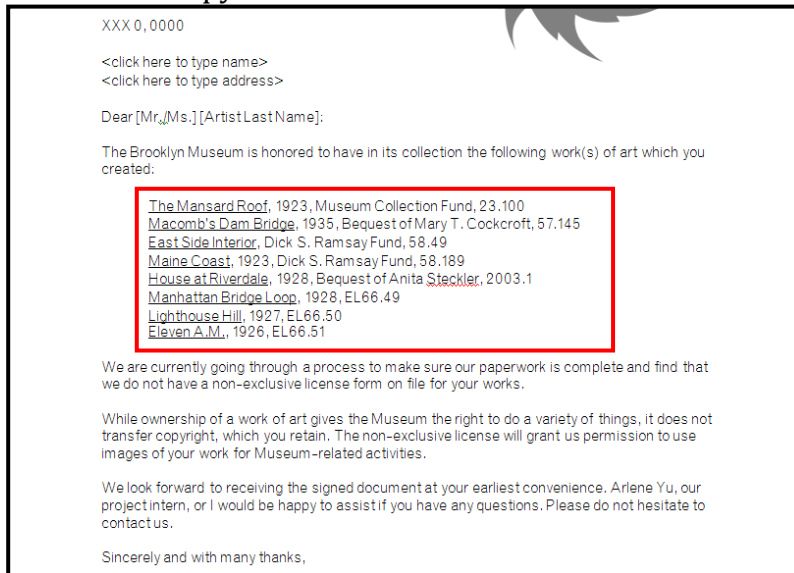 XXX 0, 0000
<click here to type name>
<click here to type address>
Dear [Mr./Ms.] [Artist Last Name]:
The Brooklyn Museum is honored to have in its collection the following work(s) of art which you
created:
The Mansard Roof, 1923, Museum Collection Fund, 23.100
Macomb's Dam Bridge, 1935, Bequest of Mary T. Cockcroft, 57.145
East Side Interior, Dick S. Ramsay Fund, 58.49
Maine Coast, 1923, Dick S. Ramsay Fund, 58.189
House at Riverdale, 1928, Bequest of Anita Steckler, 2003.1
Manhattan Bridge Loop, 1928, EL66.49
Lighthouse Hill, 1927, EL66.50
Eleven A.M., 1926, EL66.51
We are currently going through a process to make sure our paperwork is complete and find that
we do not have a non-exclusive license form on file for your works.
While ownership of a work of art gives the Museum the right to do a variety of things, it does not
transfer copyright, which you retain. The non-exclusive license will grant us permission to use
images of your work for Museum-related activities.
We look forward to receiving the signed document at your earliest convenience. Arlene Yu, our
project intern, or I would be happy to assist if you have any questions. Please do not hesitate to
contact us.
Sincerely and with many thanks,